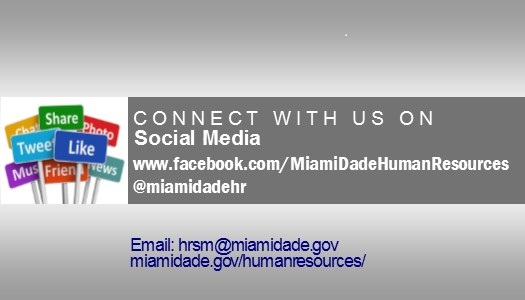 CONNECT WITH US ON
Social Media
www.facebook.com/MiamiDadeHumanResources
@miamidadehr
Share
Photo
Tweet
Like
Friend
News
Email: hrsm@miamidade.gov
miamidade.gov/humanresources/